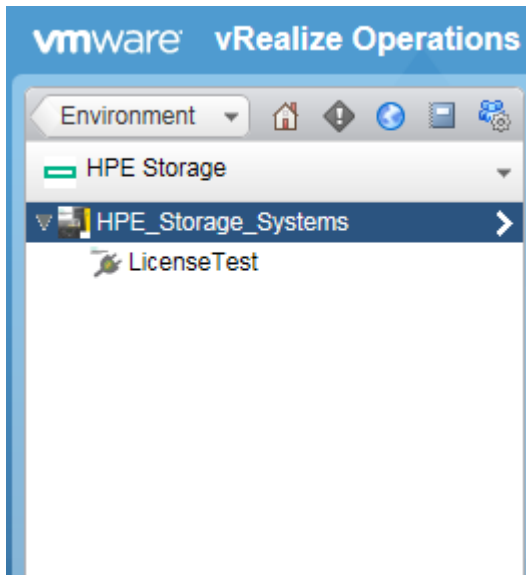 vmware vRealize Operations
Environment
HPE Storage
HPE_Storage_Systems
LicenseTest